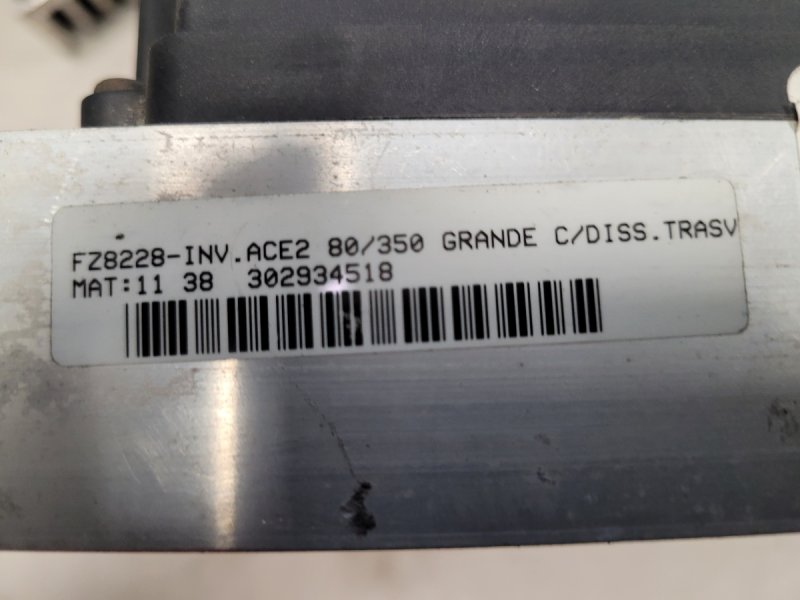 FZ8228-INV.ACE2 80/350 GRANDE C/DISS.TRASV
MAT:11 38 302934518